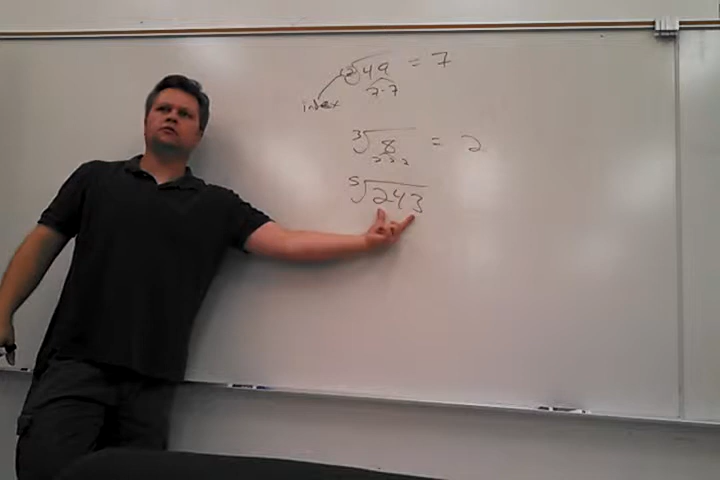 ²√49 = 7
index 7·7
³√8 = 2
2·2·2
⁵√243